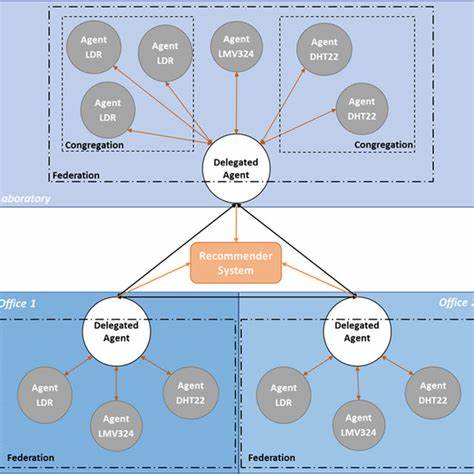 Agent
LDR
Agent
LDR
Agent
LMV324
Agent
DHT22
Agent
LDR
Agent
DHT22
Congregation
Congregation
Delegated
Agent
Federation
aboratory
Recommender
System
Office 1
Office
Delegated
Agent
Delegated
Agent
Agent
LDR
Agent
LMV324
Agent
DHT22
Agent
LDR
Agent
LMV324
Agent
DHT22
Federation
Federation